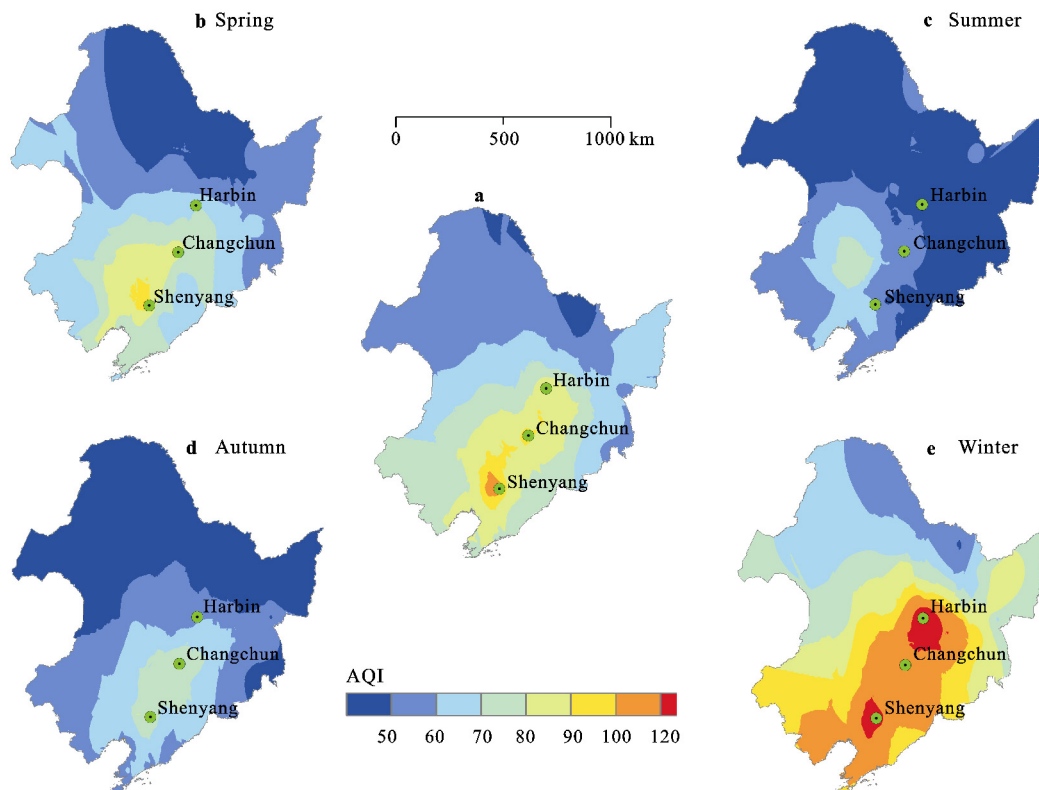 b Spring
c Summer
0 500 1000 km
Harbin
Changchun
Shenyang
a
Harbin
Changchun
Shenyang
Harbin
Changchun
Shenyang
d Autumn
e Winter
Harbin
Changchun
Shenyang
Harbin
Changchun
Shenyang
AQI
50 60 70 80 90 100 120